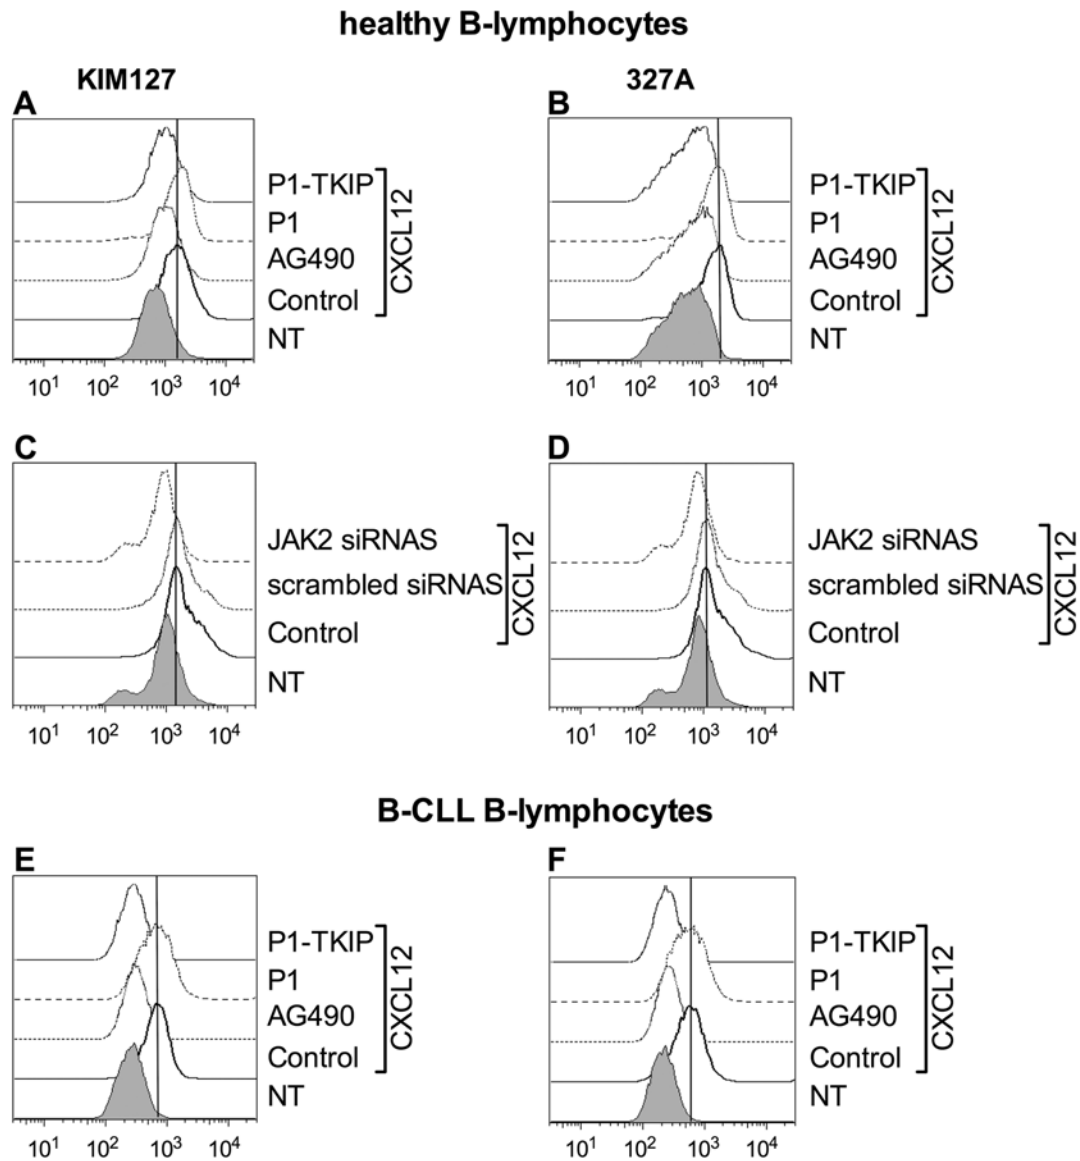 healthy B-lymphocytes
KIM127
327A
A
P1-TKIP
P1
AG490
Control
NT
CXCL12
10¹ 10² 10³ 10⁴
B
P1-TKIP
P1
AG490
Control
NT
CXCL12
10¹ 10² 10³ 10⁴
C
JAK2 siRNAS
scrambled siRNAS
Control
NT
CXCL12
10¹ 10² 10³ 10⁴
D
JAK2 siRNAS
scrambled siRNAS
Control
NT
CXCL12
10¹ 10² 10³ 10⁴
B-CLL B-lymphocytes
E
P1-TKIP
P1
AG490
Control
NT
CXCL12
10¹ 10² 10³ 10⁴
F
P1-TKIP
P1
AG490
Control
NT
CXCL12
10¹ 10² 10³ 10⁴